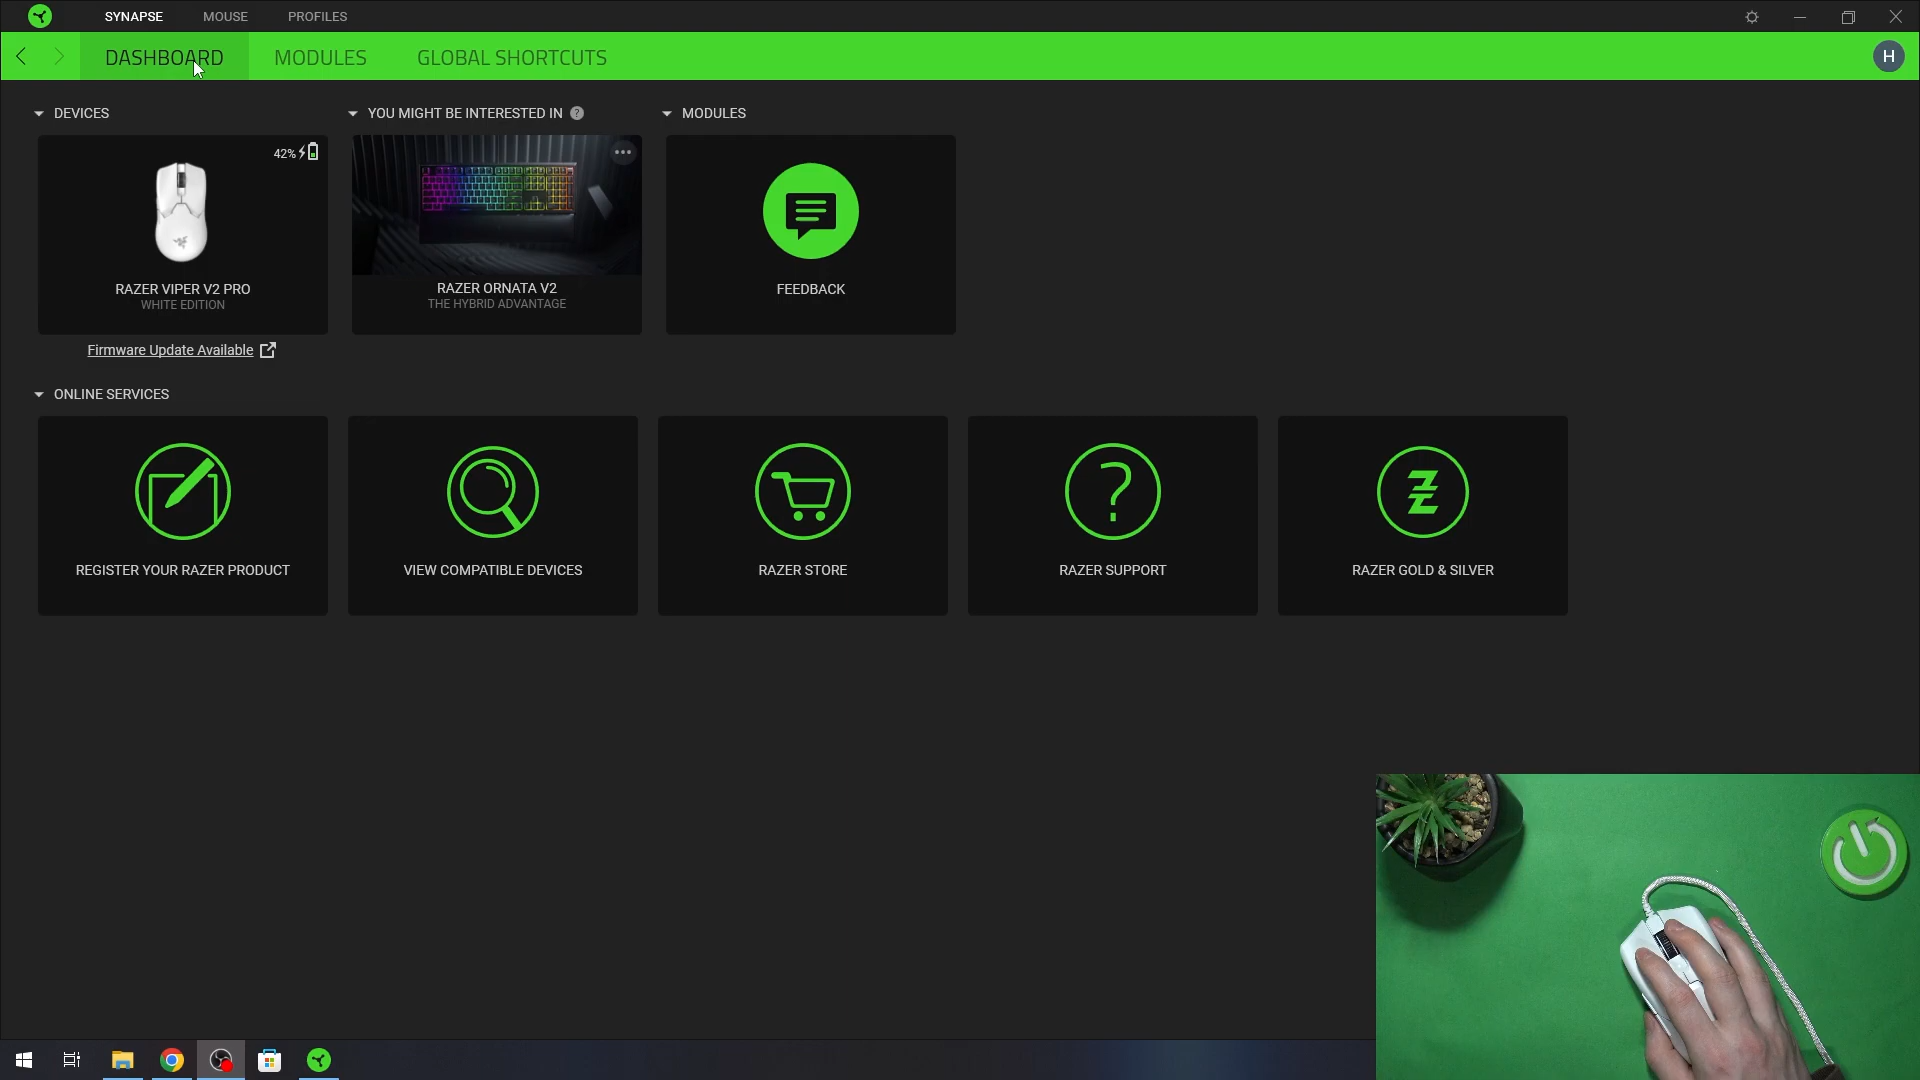 SYNAPSE MOUSE PROFILES
DASHBOARD MODULES GLOBAL SHORTCUTS
H
DEVICES
YOU MIGHT BE INTERESTED IN ?
MODULES
42%
RAZER VIPER V2 PRO
WHITE EDITION
RAZER ORNATA V2
THE HYBRID ADVANTAGE
FEEDBACK
Firmware Update Available
ONLINE SERVICES
REGISTER YOUR RAZER PRODUCT
VIEW COMPATIBLE DEVICES
RAZER STORE
RAZER SUPPORT
RAZER GOLD & SILVER